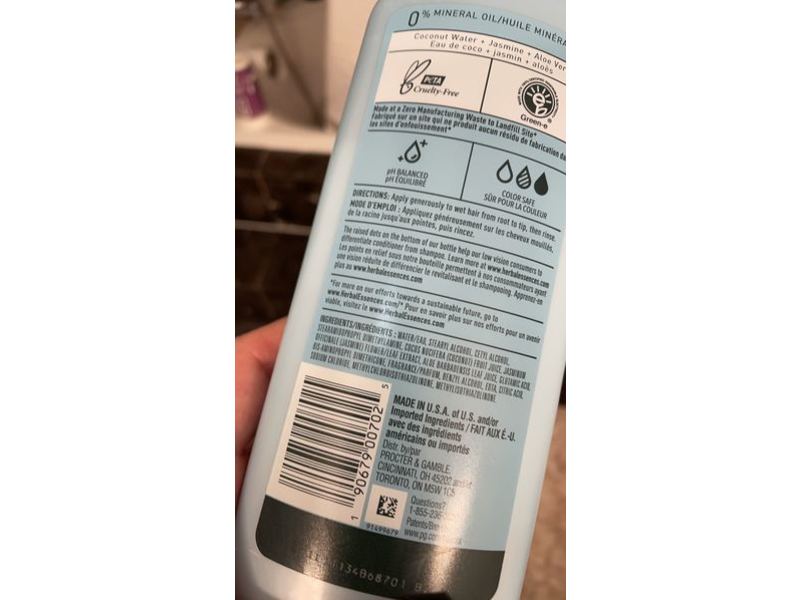 0% MINERAL OIL/HUILE MINÉRA
Coconut Water + Jasmine + Aloe Ver
Eau de coco + jasmin + aloès
PETA
Cruelty-Free
Green-e®
Made at a Zero Manufacturing Waste to Landfill Site*
Fabriqué sur un site qui ne produit aucun résidu de fabrication
les sites d'enfouissement*
pH BALANCED
pH ÉQUILIBRÉ
COLOR SAFE
SÛR POUR LA COULEUR
DIRECTIONS: Apply generously to wet hair from root to tip, then rinse.
MODE D'EMPLOI : Appliquez généreusement sur les cheveux mouillés,
de la racine jusqu'aux pointes, puis rincez.
The raised dots on the bottom of our bottle help our low vision consumers to
differentiate conditioner from shampoo. Learn more at www.herbalessences.com
Les points en relief sous notre bouteille permettent à nos consommateurs ayant
une vision réduite de différencier le revitalisant et le shampooing. Apprenez-en
plus au www.herbalessences.com
*For more on our efforts towards a sustainable future, go to
www.HerbalEssences.com/* Pour en savoir plus sur nos efforts pour un avenir
viable, visitez le www.HerbalEssences.com
INGREDIENTS/INGRÉDIENTS : WATER/EAU, STEARYL ALCOHOL, CETYL ALCOHOL,
STEARAMIDOPROPYL DIMETHYLAMINE, COCOS NUCIFERA (COCONUT) FRUIT JUICE, JASMINUM
OFFICINALE (JASMINE) FLOWER/LEAF EXTRACT, ALOE BARBADENSIS LEAF JUICE, GLUTAMIC ACID,
BIS-AMINOPROPYL DIMETHICONE, FRAGRANCE/PARFUM, BENZYL ALCOHOL, EDTA, CITRIC ACID,
SODIUM CHLORIDE, METHYLCHLOROISOTHIAZOLINONE, METHYLISOTHIAZOLINONE.
1 90679 00702 5
MADE IN U.S.A. of U.S. and/or
Imported Ingredients / FAIT AUX É.-U.
avec des ingrédients
américains ou importés
Distr. by/par
PROCTER & GAMBLE,
CINCINNATI, OH 45202
TORONTO, ON M5W 1C5
Questions?
1-855-236
Patents/Bre
www.pg.com
91499679
1134868701